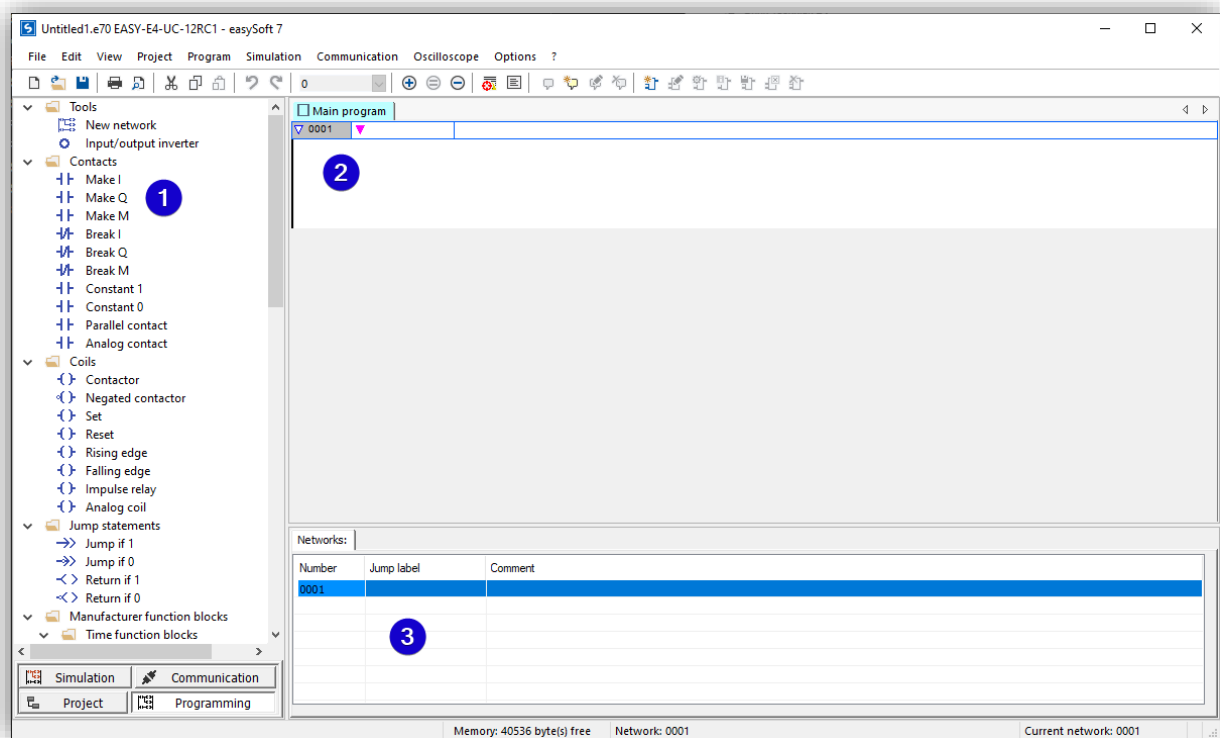 Untitled1.e70 EASY-E4-UC-12RC1 - easySoft 7
File Edit View Project Program Simulation Communication Oscilloscope Options ?
0
Tools
New network
Input/output inverter
Contacts
Make I
Make Q
Make M
Break I
Break Q
Break M
Constant 1
Constant 0
Parallel contact
Analog contact
Coils
Contactor
Negated contactor
Set
Reset
Rising edge
Falling edge
Impulse relay
Analog coil
Jump statements
Jump if 1
Jump if 0
Return if 1
Return if 0
Manufacturer function blocks
Time function blocks
1
Simulation Communication
Project Programming
Main program
0001
2
Networks:
Number Jump label Comment
0001
3
Memory: 40536 byte(s) free Network: 0001 Current network: 0001